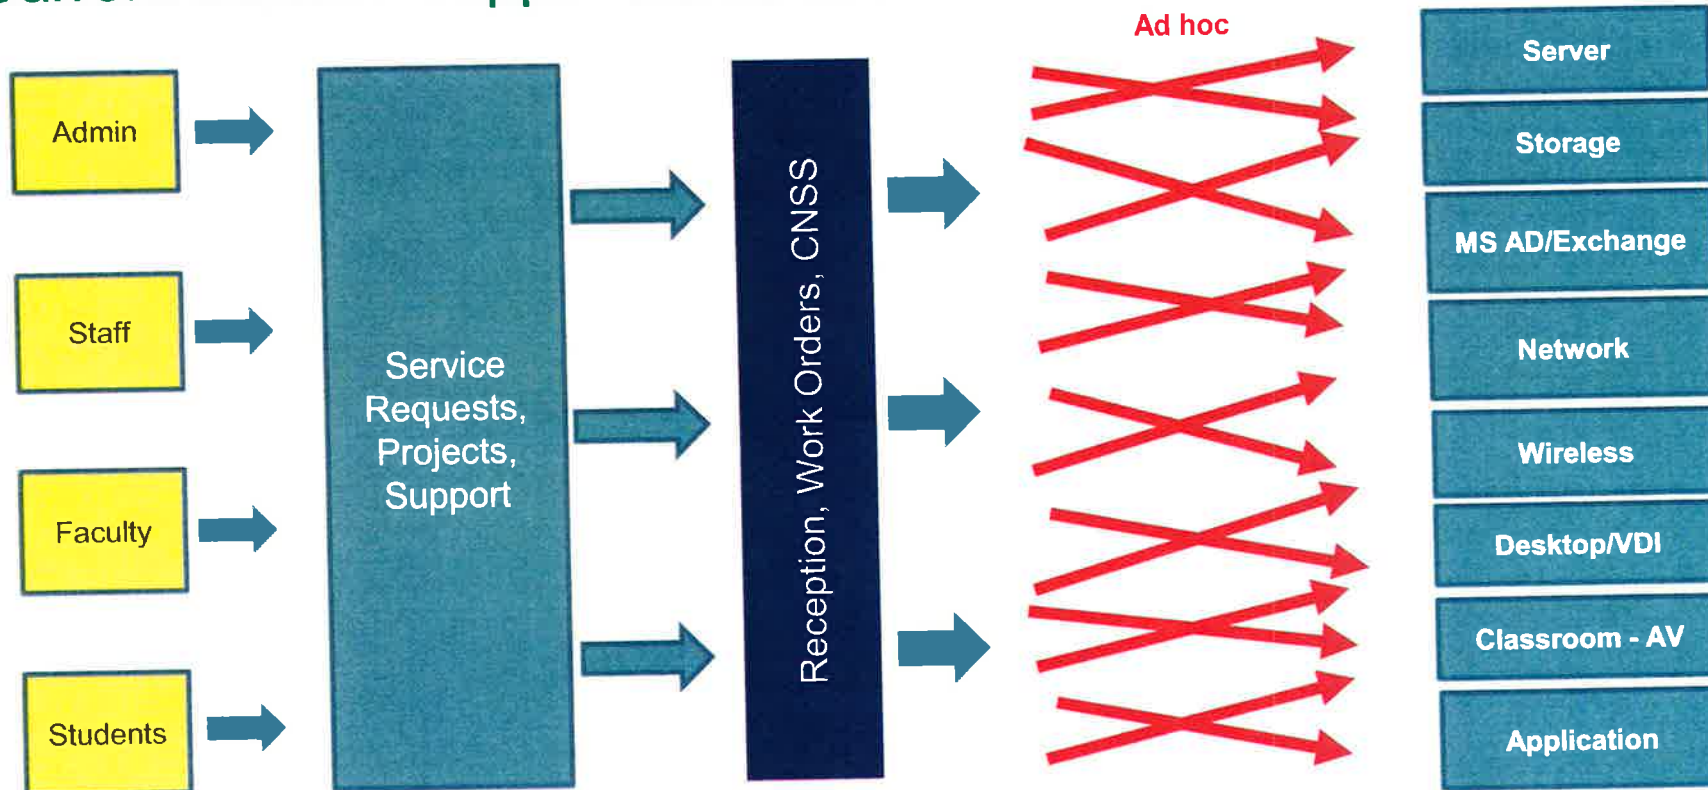 Ad hoc
Admin
Staff
Faculty
Students
Service
Requests,
Projects,
Support
Reception, Work Orders, CNSS
Server
Storage
MS AD/Exchange
Network
Wireless
Desktop/VDI
Classroom - AV
Application